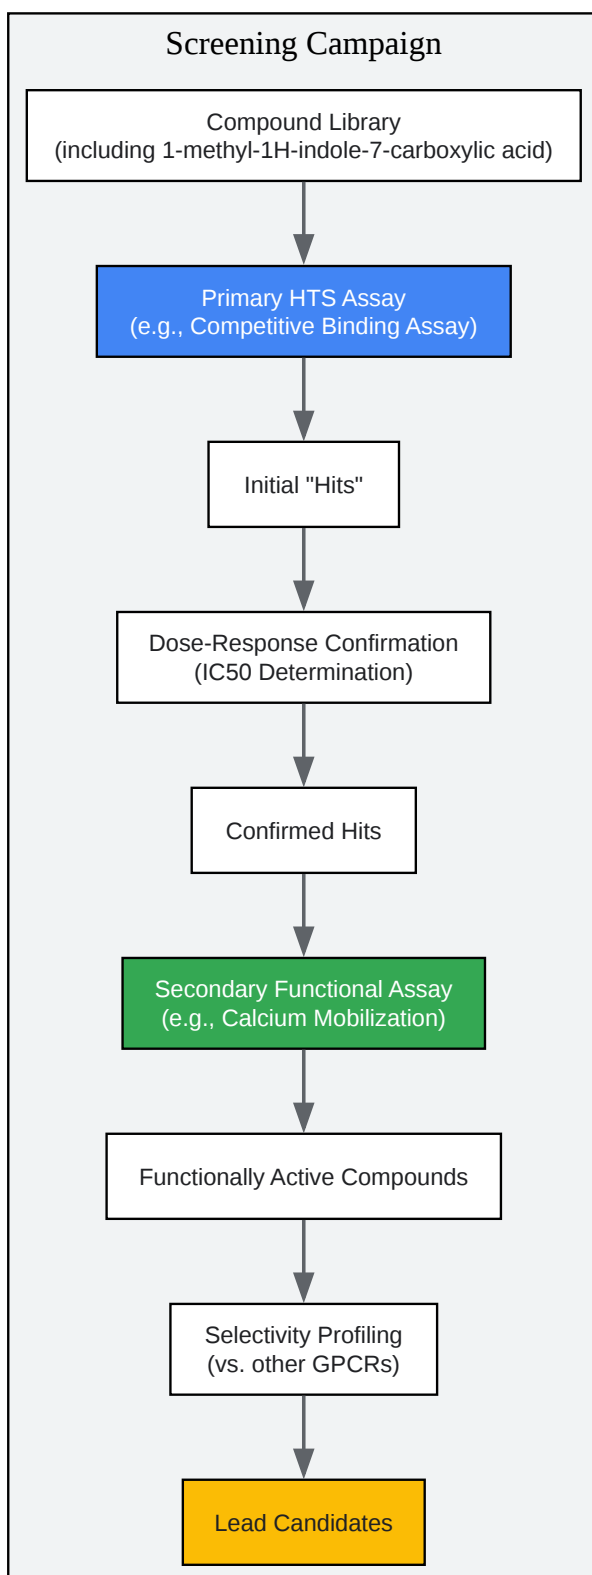 Screening Campaign
Compound Library
(including 1-methyl-1H-indole-7-carboxylic acid)
Primary HTS Assay
(e.g., Competitive Binding Assay)
Initial "Hits"
Dose-Response Confirmation
(IC50 Determination)
Confirmed Hits
Secondary Functional Assay
(e.g., Calcium Mobilization)
Functionally Active Compounds
Selectivity Profiling
(vs. other GPCRs)
Lead Candidates